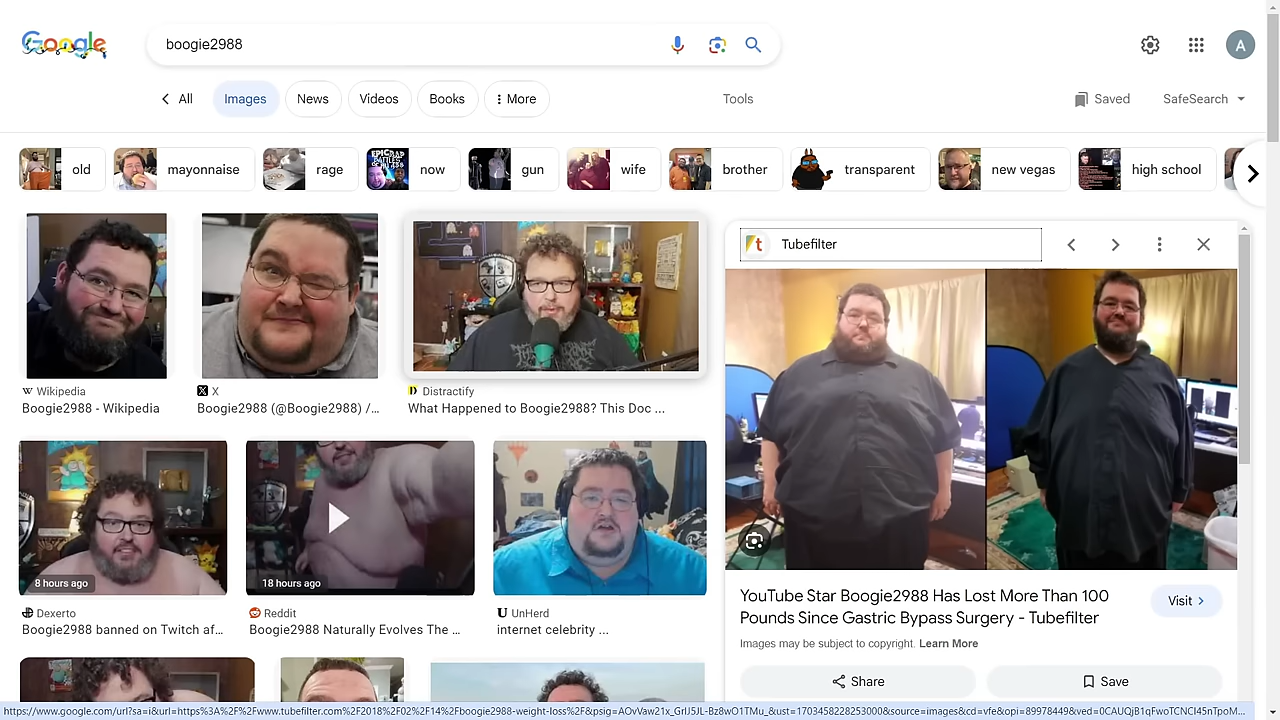 Google
boogie2988
A
All
Images
News
Videos
Books
More
Tools
Saved
SafeSearch
old
mayonnaise
rage
EPIC RAP
BATTLES
now
gun
wife
brother
transparent
new vegas
high school
Tubefilter
Wikipedia
Boogie2988 - Wikipedia
X
Boogie2988 (@Boogie2988) /...
Distractify
What Happened to Boogie2988? This Doc ...
8 hours ago
Dexerto
Boogie2988 banned on Twitch af...
18 hours ago
Reddit
Boogie2988 Naturally Evolves The ...
UnHerd
internet celebrity ...
YouTube Star Boogie2988 Has Lost More Than 100
Pounds Since Gastric Bypass Surgery - Tubefilter
Visit
Images may be subject to copyright. Learn More
Share
Save